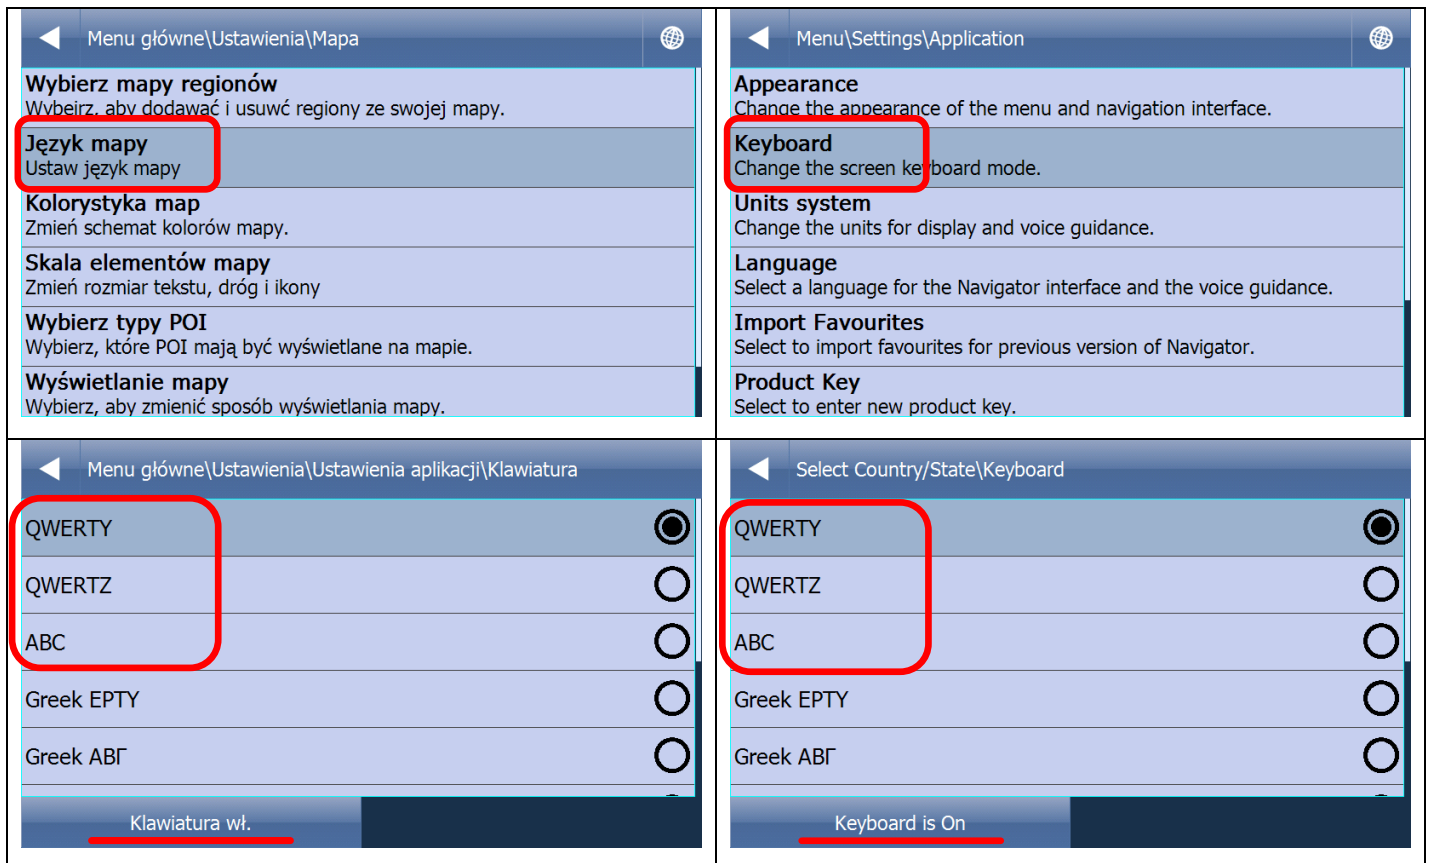 Menu główne\Ustawienia\Mapa
Wybierz mapy regionów
Wybeirz, aby dodawać i usuwć regiony ze swojej mapy.
Język mapy
Ustaw język mapy
Kolorystyka map
Zmień schemat kolorów mapy.
Skala elementów mapy
Zmień rozmiar tekstu, dróg i ikony
Wybierz typy POI
Wybierz, które POI mają być wyświetlane na mapie.
Wyświetlanie mapy
Wybierz, aby zmienić sposób wyświetlania mapy.
Menu\Settings\Application
Appearance
Change the appearance of the menu and navigation interface.
Keyboard
Change the screen keyboard mode.
Units system
Change the units for display and voice guidance.
Language
Select a language for the Navigator interface and the voice guidance.
Import Favourites
Select to import favourites for previous version of Navigator.
Product Key
Select to enter new product key.
Menu główne\Ustawienia\Ustawienia aplikacji\Klawiatura
QWERTY
QWERTZ
ABC
Greek ΕΡΤΥ
Greek ΑΒΓ
Klawiatura wł.
Select Country/State\Keyboard
QWERTY
QWERTZ
ABC
Greek ΕΡΤΥ
Greek ΑΒΓ
Keyboard is On